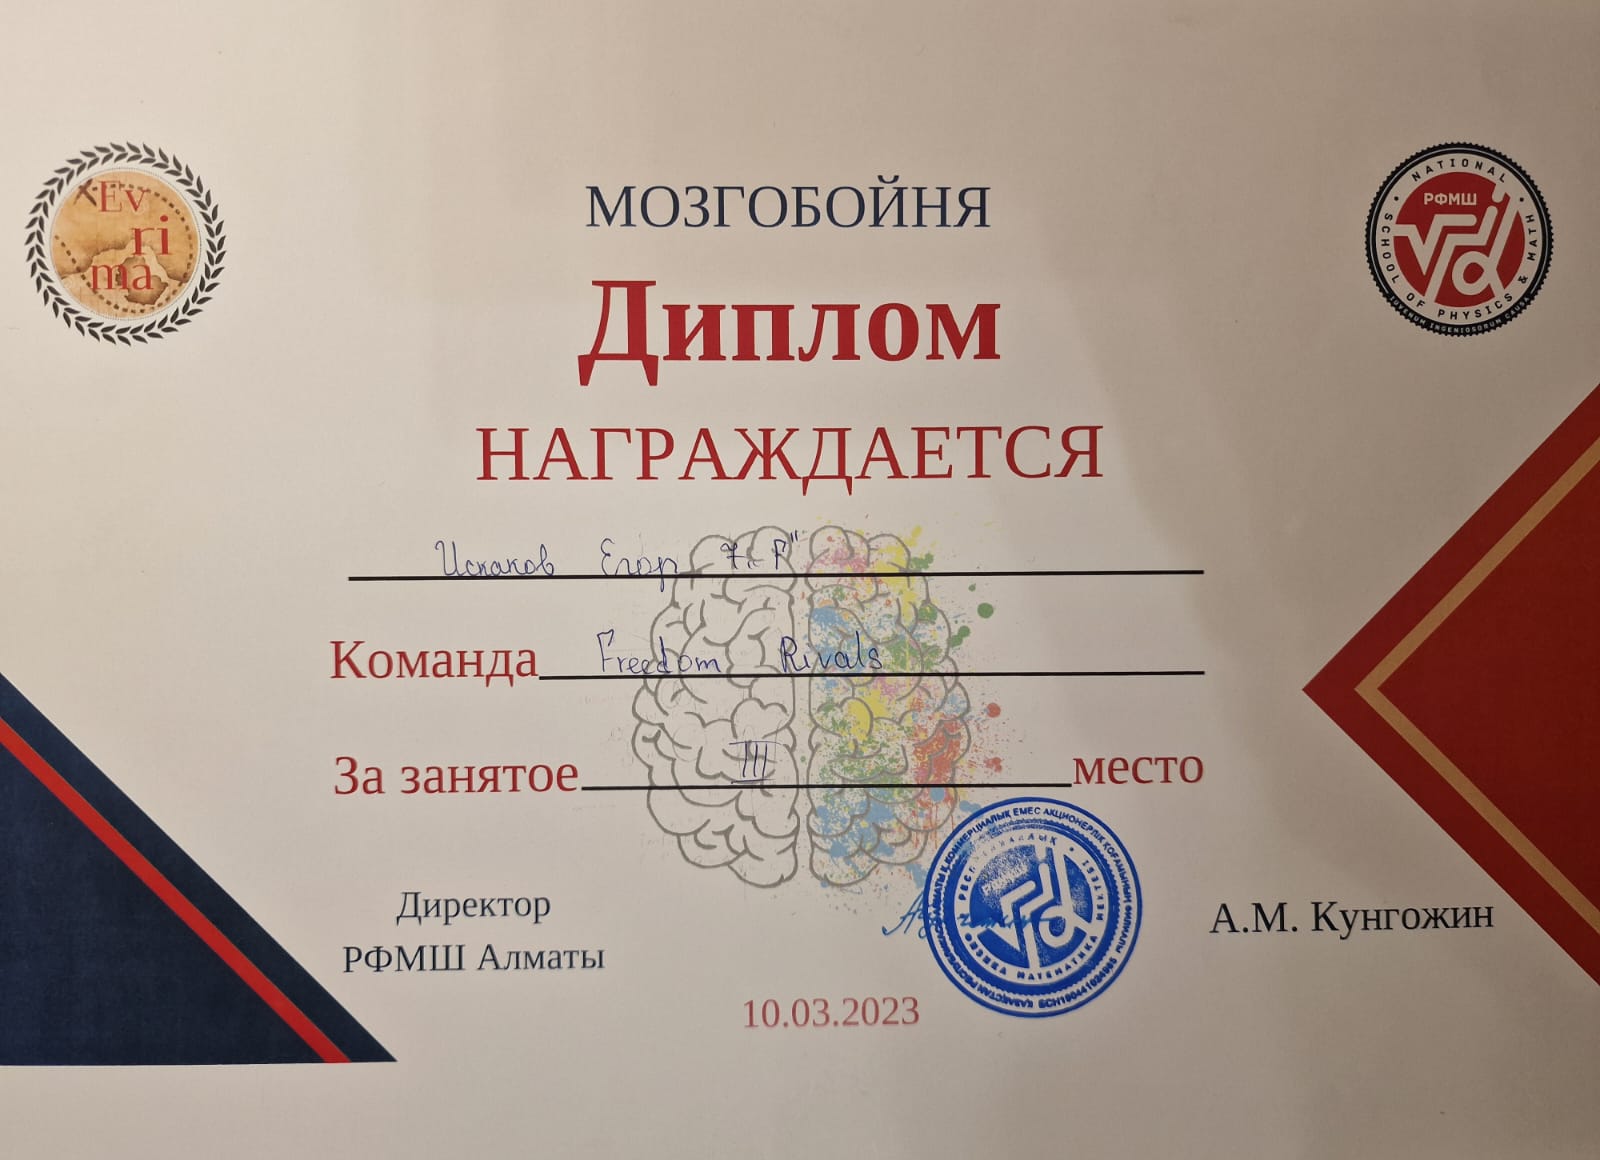 Ev
ri
ma
NATIONAL SCHOOL OF PHYSICS & MATH
РФМШ
МОЗГОБОЙНЯ
Диплом
НАГРАЖДАЕТСЯ
Искаков Егор 7 "F"
Команда Freedom Rivals
За занятое III место
Директор
РФМШ Алматы
А.М. Кунгожин
10.03.2023